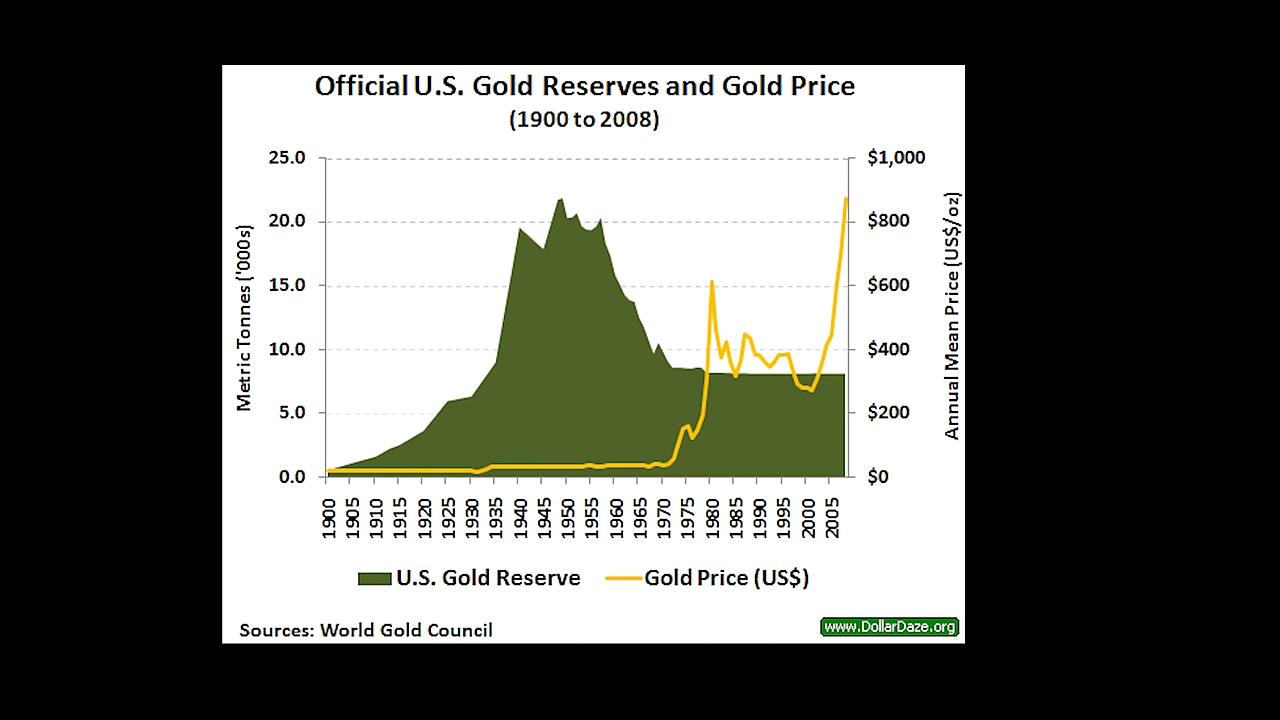 Official U.S. Gold Reserves and Gold Price
(1900 to 2008)
25.0
20.0
15.0
10.0
5.0
0.0
Metric Tonnes ('000s)
$1,000
$800
$600
$400
$200
$0
Annual Mean Price (US$/oz)
1900 1905 1910 1915 1920 1925 1930 1935 1940 1945 1950 1955 1960 1965 1970 1975 1980 1985 1990 1995 2000 2005
U.S. Gold Reserve Gold Price (US$)
Sources: World Gold Council
www.DollarDaze.org